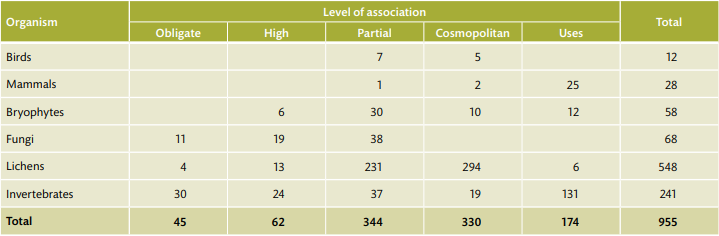 Organism Level of association Total
Obligate High Partial Cosmopolitan Uses
Birds 7 5 12
Mammals 1 2 25 28
Bryophytes 6 30 10 12 58
Fungi 11 19 38 68
Lichens 4 13 231 294 6 548
Invertebrates 30 24 37 19 131 241
Total 45 62 344 330 174 955